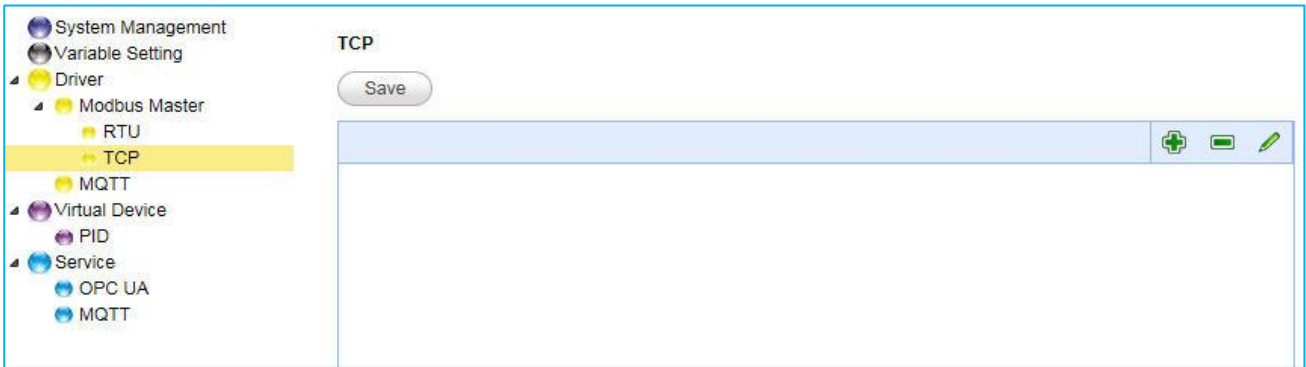 System Management
Variable Setting
Driver
Modbus Master
RTU
TCP
MQTT
Virtual Device
PID
Service
OPC UA
MQTT
TCP
Save